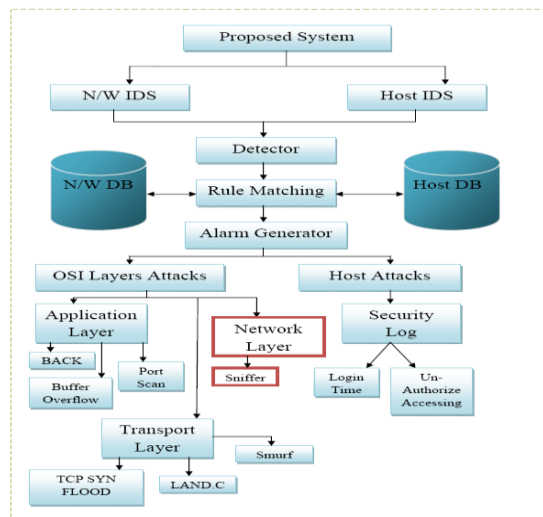 Proposed System
N/W IDS
Host IDS
Detector
N/W DB
Rule Matching
Host DB
Alarm Generator
OSI Layers Attacks
Host Attacks
Application
Layer
Network
Layer
Security
Log
BACK
Buffer
Overflow
Port
Scan
Sniffer
Login
Time
Un-
Authorize
Accessing
Transport
Layer
Smurf
TCP SYN
FLOOD
LAND.C